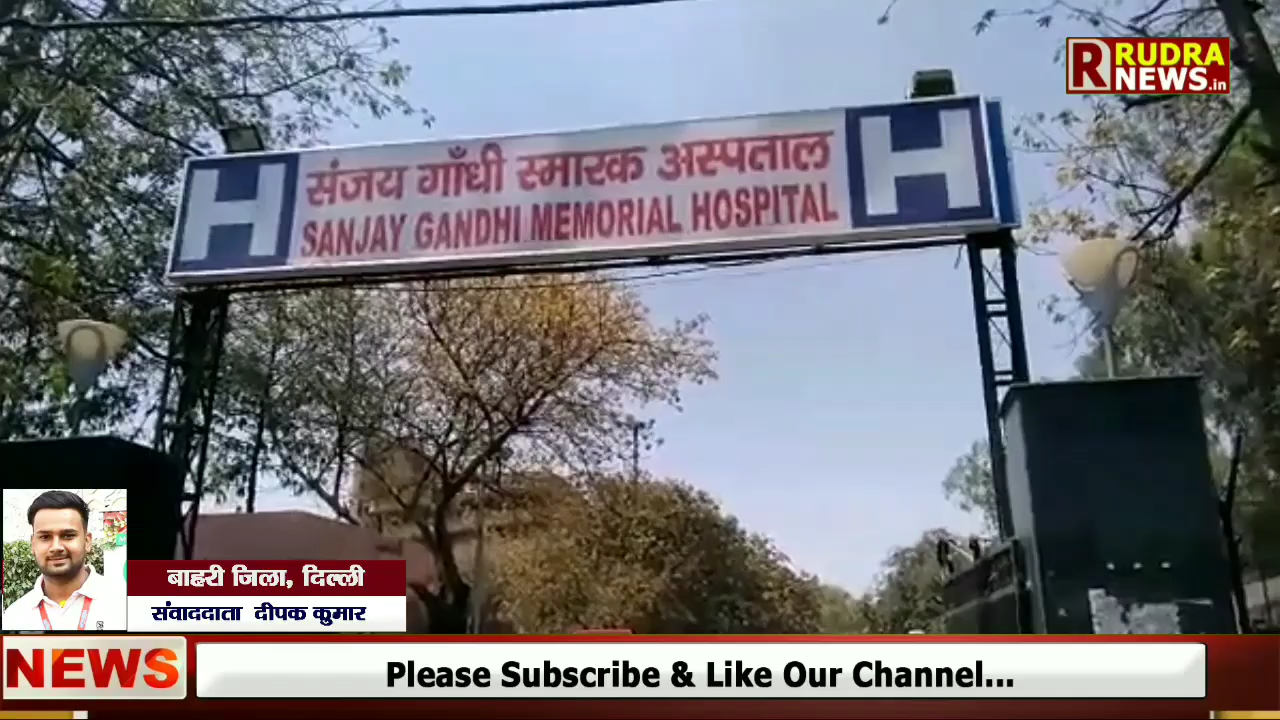 RUDRA
R NEWS.in
H संजय गाँधी स्मारक अस्पताल H
SANJAY GANDHI MEMORIAL HOSPITAL
बाहरी जिला, दिल्ली
संवाददाता दीपक कुमार
NEWS Please Subscribe & Like Our Channel...